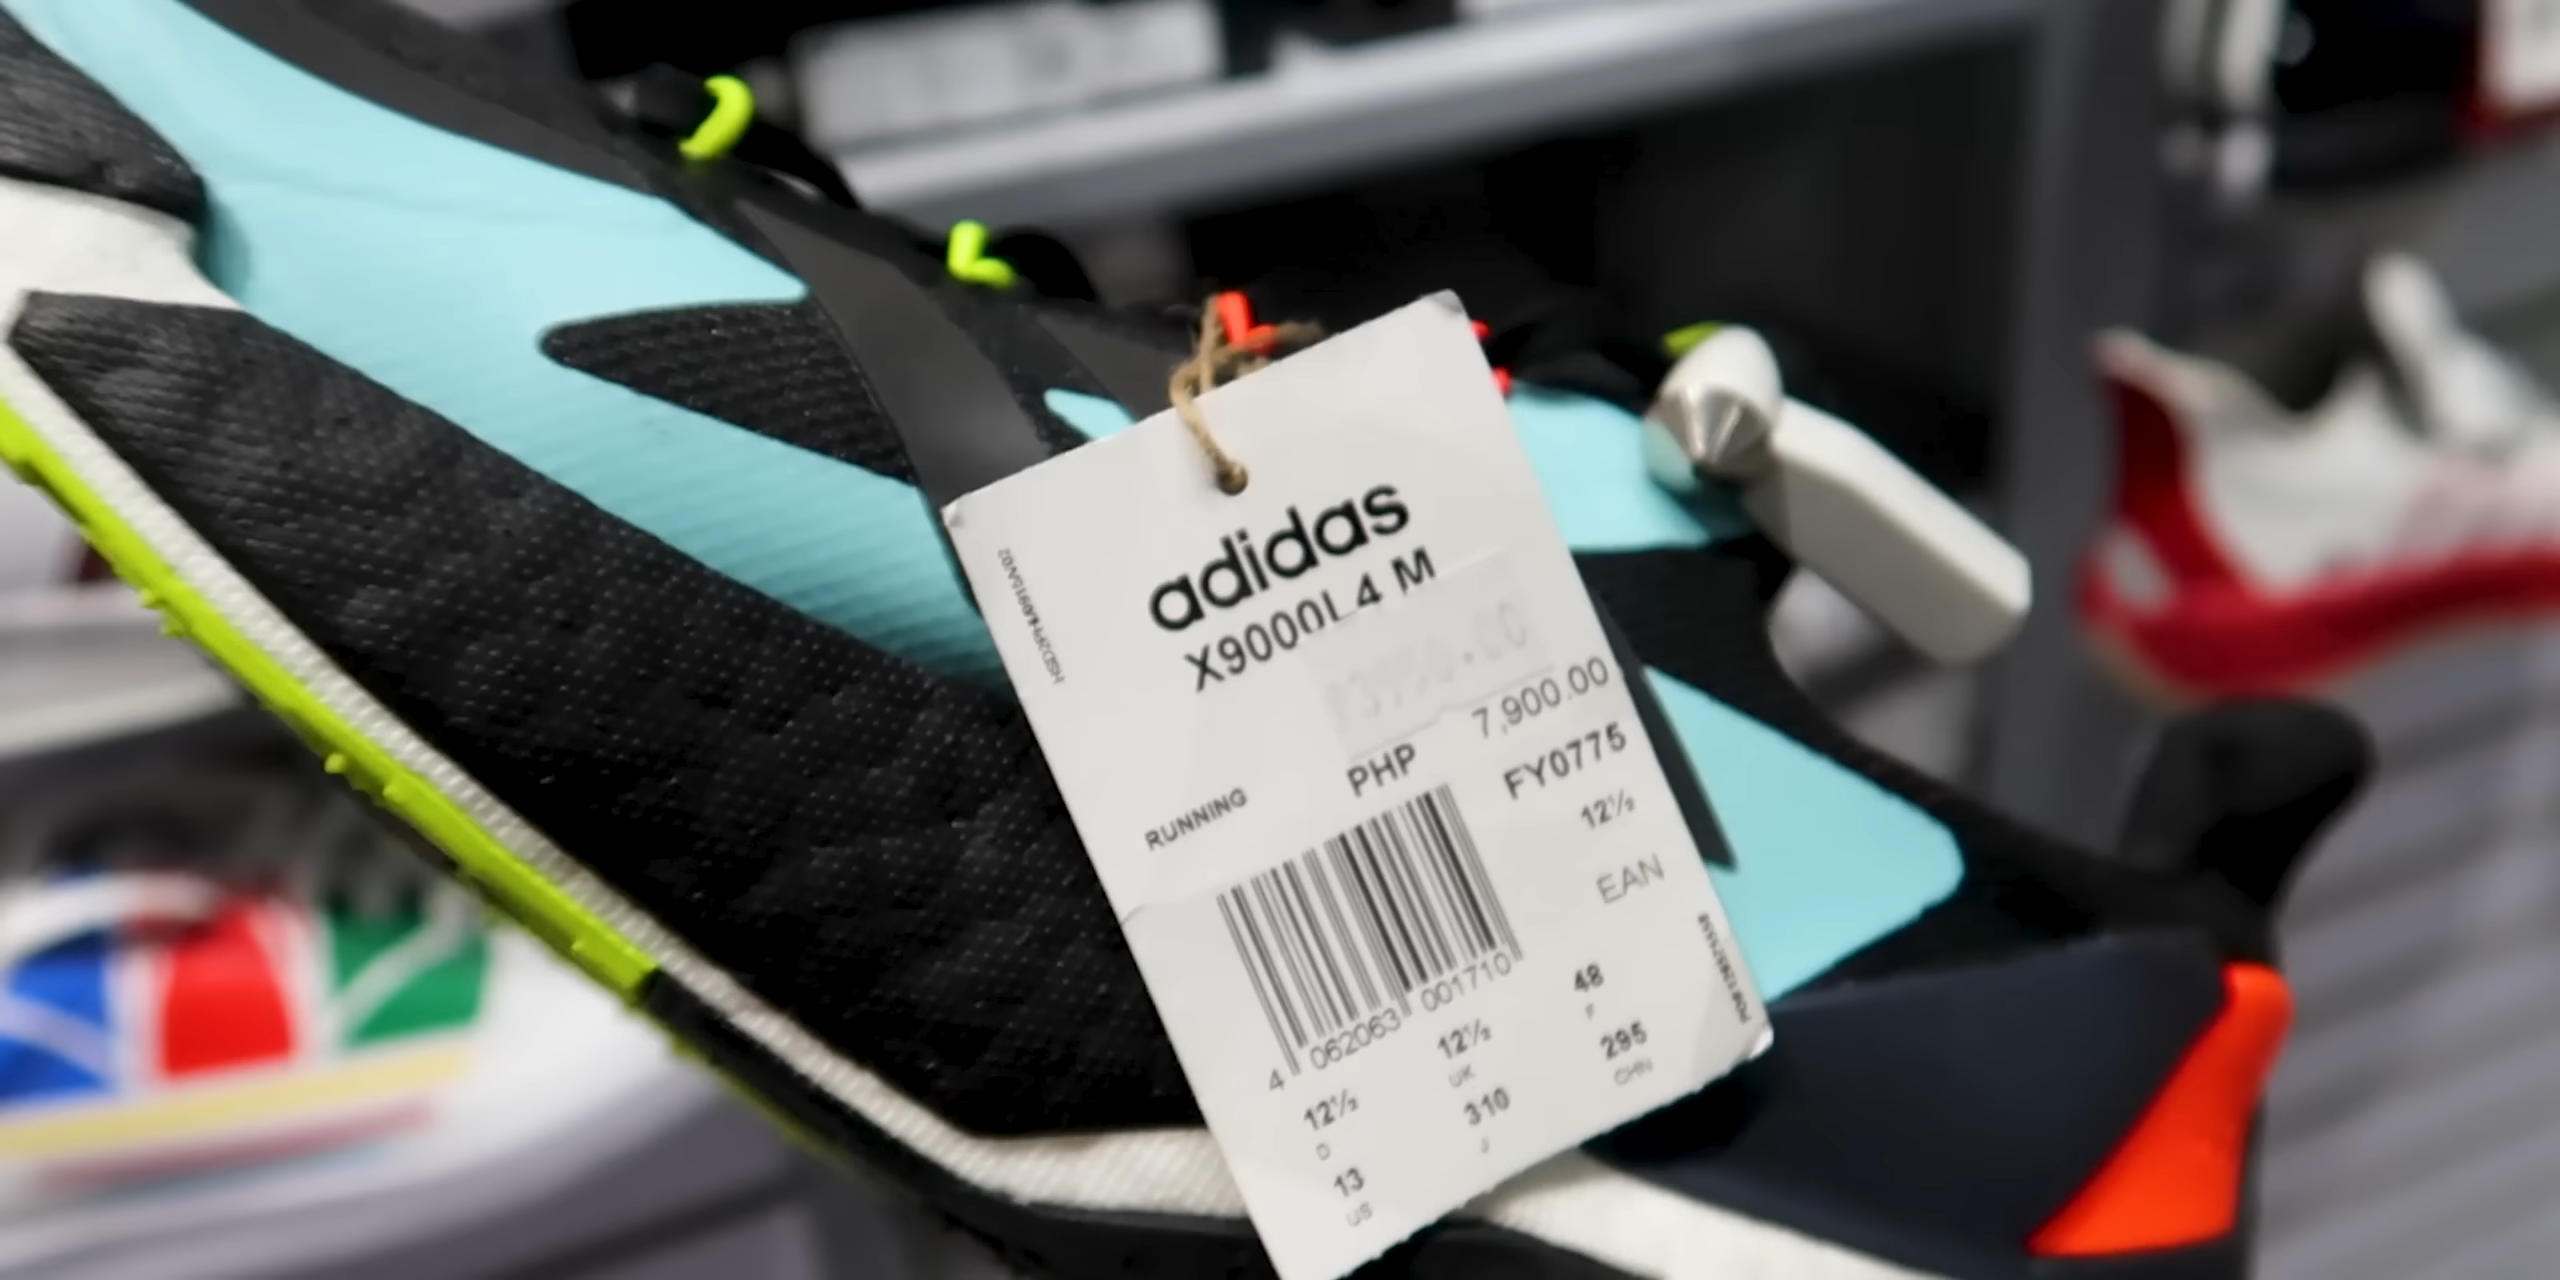 adidas
X9000L4 M
7,900.00
PHP
FY0775
RUNNING
12½
EAN
4 062063 001710
48
F
12½
UK
295
CHN
12½
D
310
J
13
US